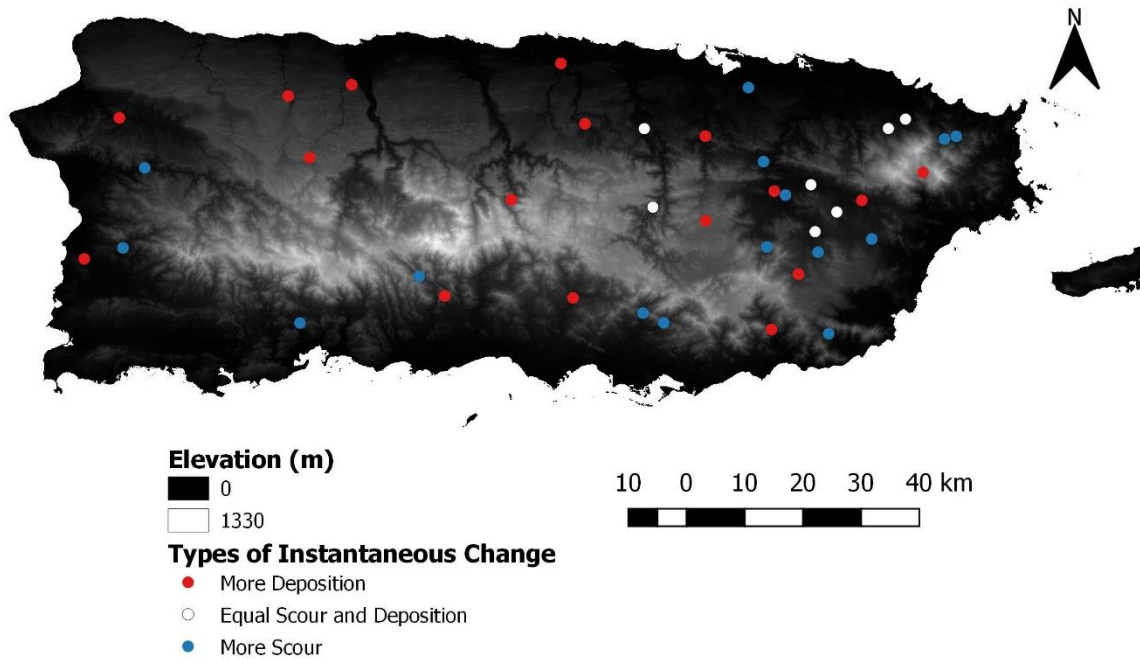 N
Elevation (m)
0
1330
10 0 10 20 30 40 km
Types of Instantaneous Change
More Deposition
Equal Scour and Deposition
More Scour